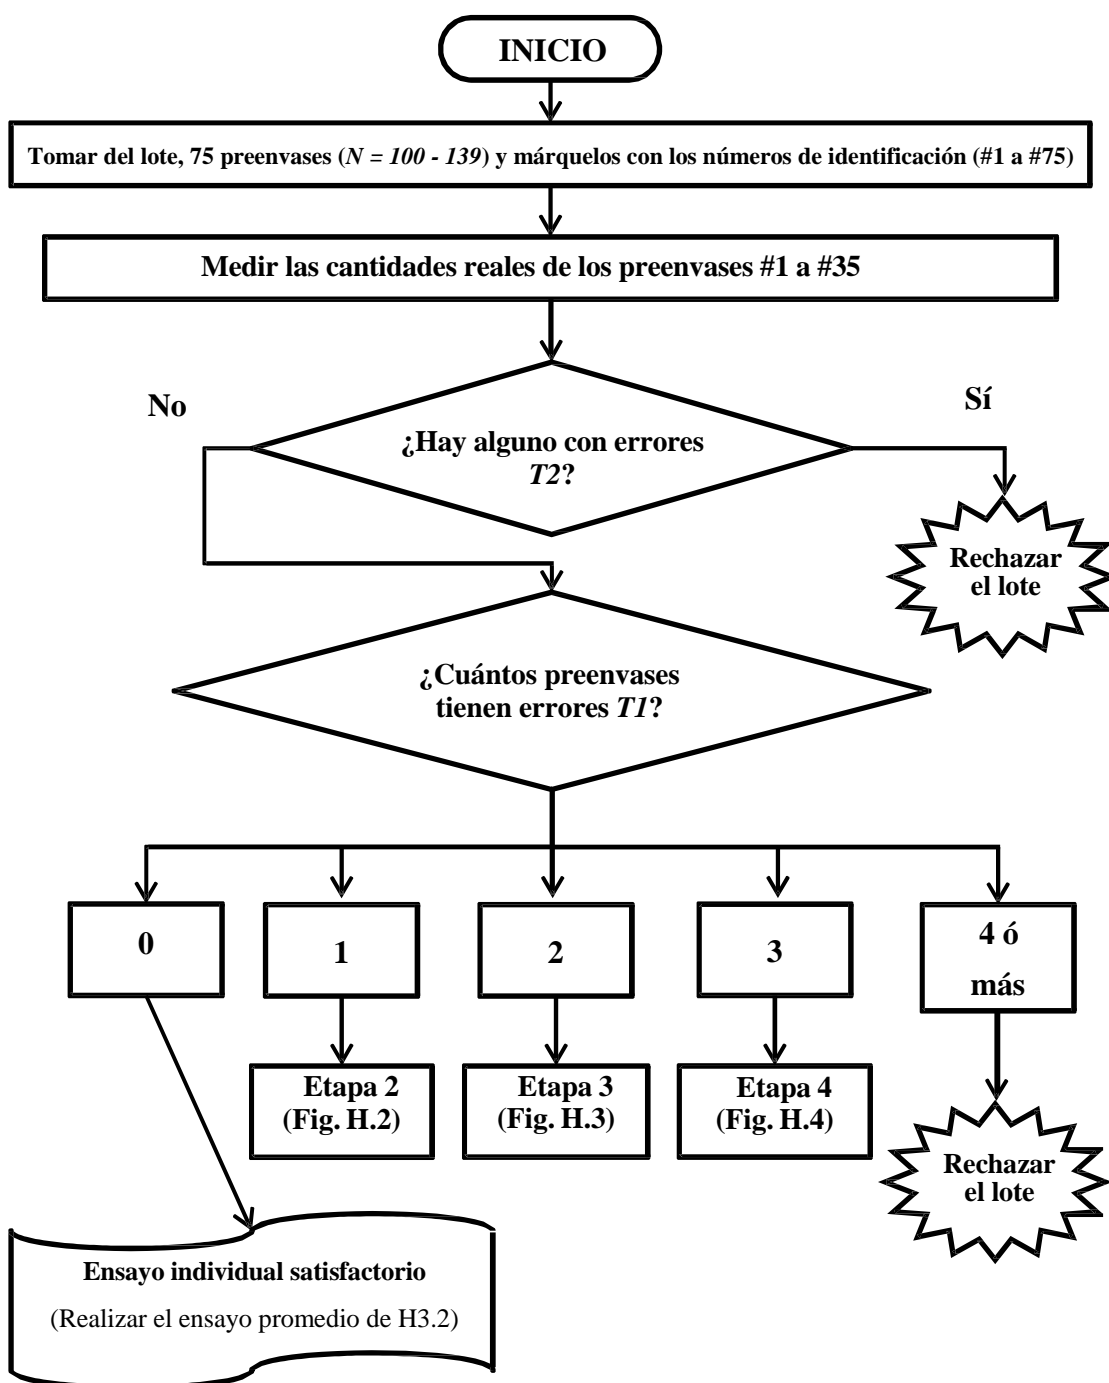 INICIO
Tomar del lote, 75 preenvases (N = 100 - 139) y márquelos con los números de identificación (#1 a #75)
Medir las cantidades reales de los preenvases #1 a #35
No
Sí
¿Hay alguno con errores
T2?
Rechazar
el lote
¿Cuántos preenvases
tienen errores T1?
0
1
2
3
4 ó
más
Etapa 2
(Fig. H.2)
Etapa 3
(Fig. H.3)
Etapa 4
(Fig. H.4)
Rechazar
el lote
Ensayo individual satisfactorio
(Realizar el ensayo promedio de H3.2)